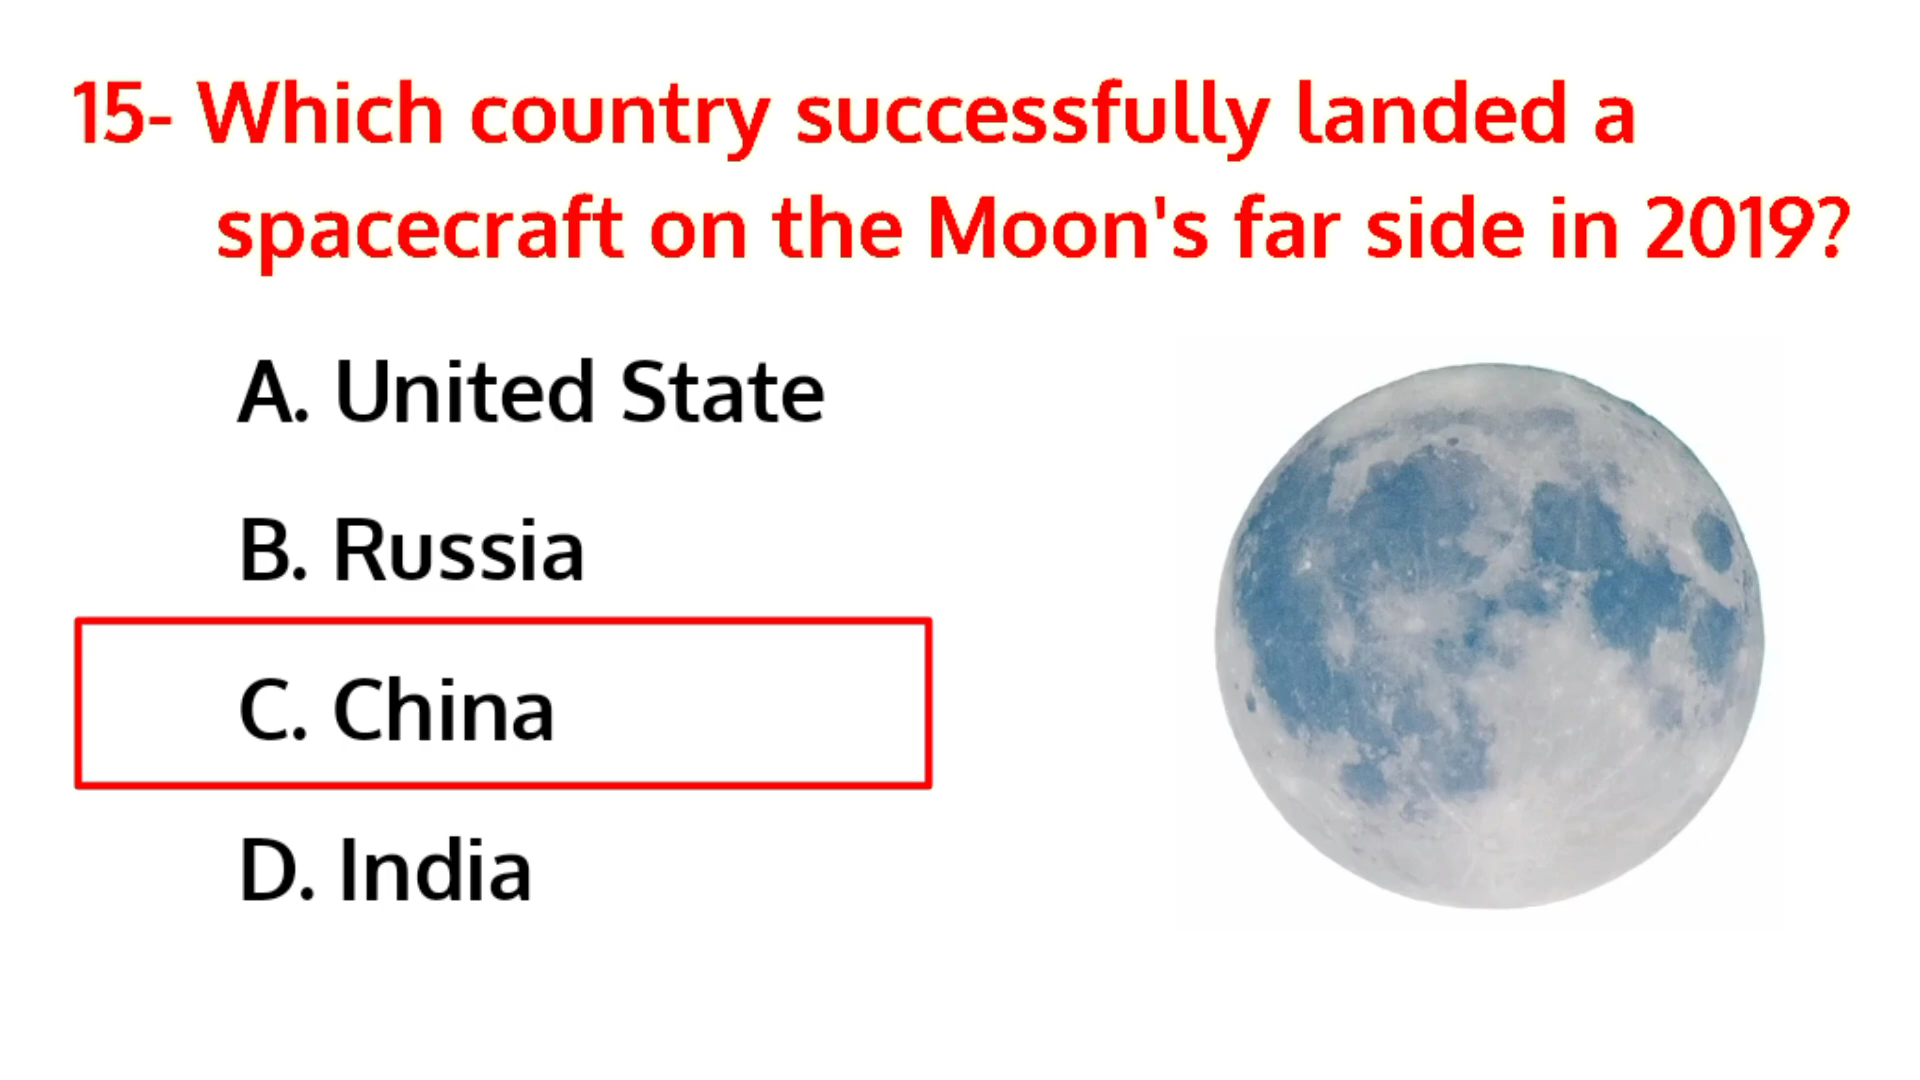 15- Which country successfully landed a
spacecraft on the Moon's far side in 2019?
A. United State
B. Russia
C. China
D. India